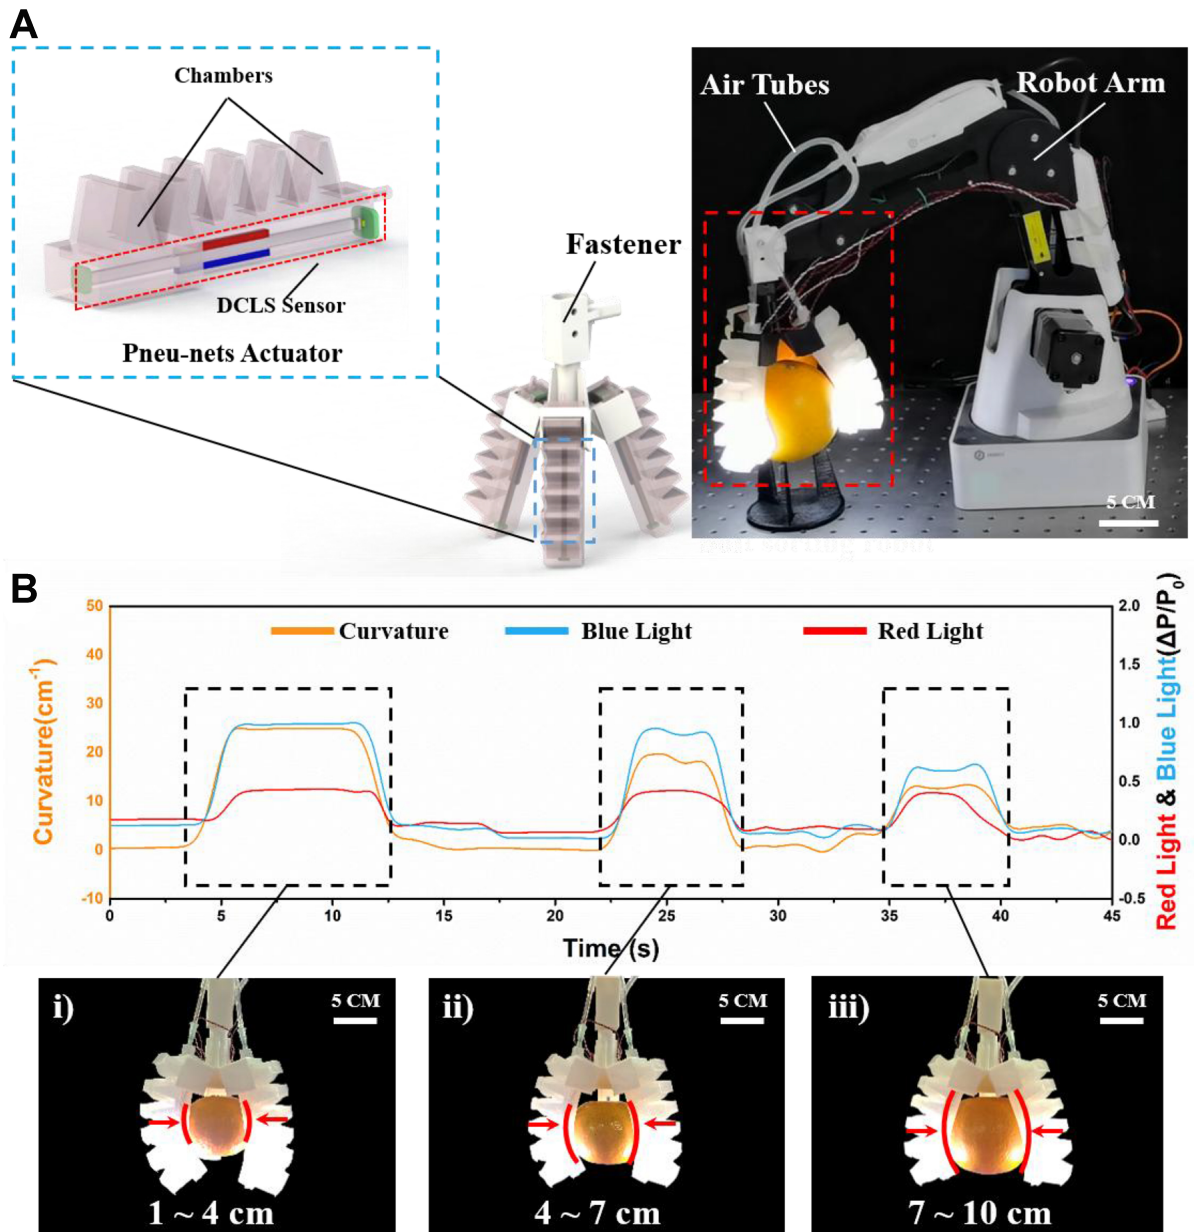 A
Chambers
DCLS Sensor
Pneu-nets Actuator
Fastener
Air Tubes
Robot Arm
5 CM
B
50
40
30
20
10
0
-10
Curvature(cm⁻¹)
Curvature
Blue Light
Red Light
2.0
1.5
1.0
0.5
0.0
-0.5
Red Light & Blue Light(ΔP/P₀)
0
5
10
15
20
25
30
35
40
45
Time (s)
i)
5 CM
1 ~ 4 cm
ii)
5 CM
4 ~ 7 cm
iii)
5 CM
7 ~ 10 cm